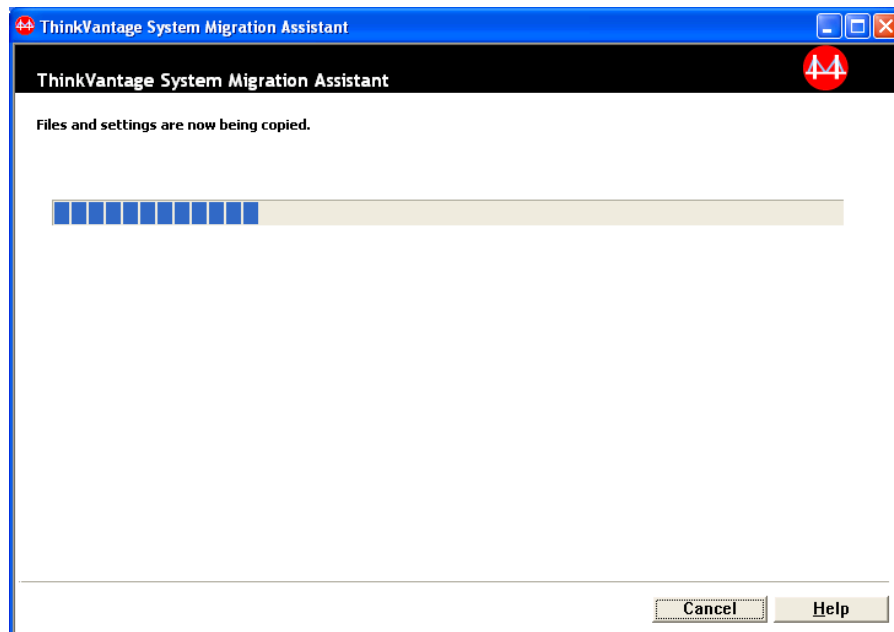 ThinkVantage System Migration Assistant
ThinkVantage System Migration Assistant
Files and settings are now being copied.
Cancel Help